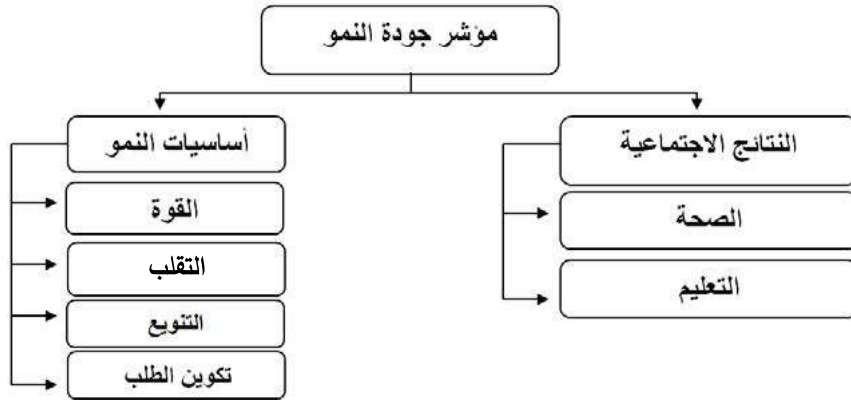 مؤشر جودة النمو
النتائج الاجتماعية
الصحة
التعليم
أساسيات النمو
القوة
التقلب
التنويع
تكوين الطلب